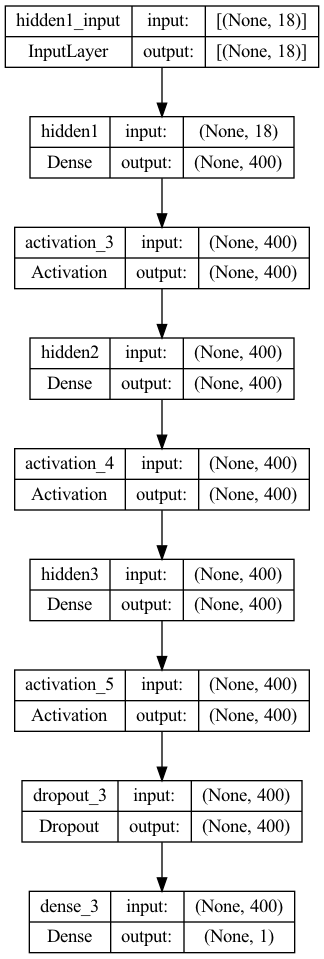 hidden1_input input: [(None, 18)]
InputLayer output: [(None, 18)]
hidden1 input: (None, 18)
Dense output: (None, 400)
activation_3 input: (None, 400)
Activation output: (None, 400)
hidden2 input: (None, 400)
Dense output: (None, 400)
activation_4 input: (None, 400)
Activation output: (None, 400)
hidden3 input: (None, 400)
Dense output: (None, 400)
activation_5 input: (None, 400)
Activation output: (None, 400)
dropout_3 input: (None, 400)
Dropout output: (None, 400)
dense_3 input: (None, 400)
Dense output: (None, 1)